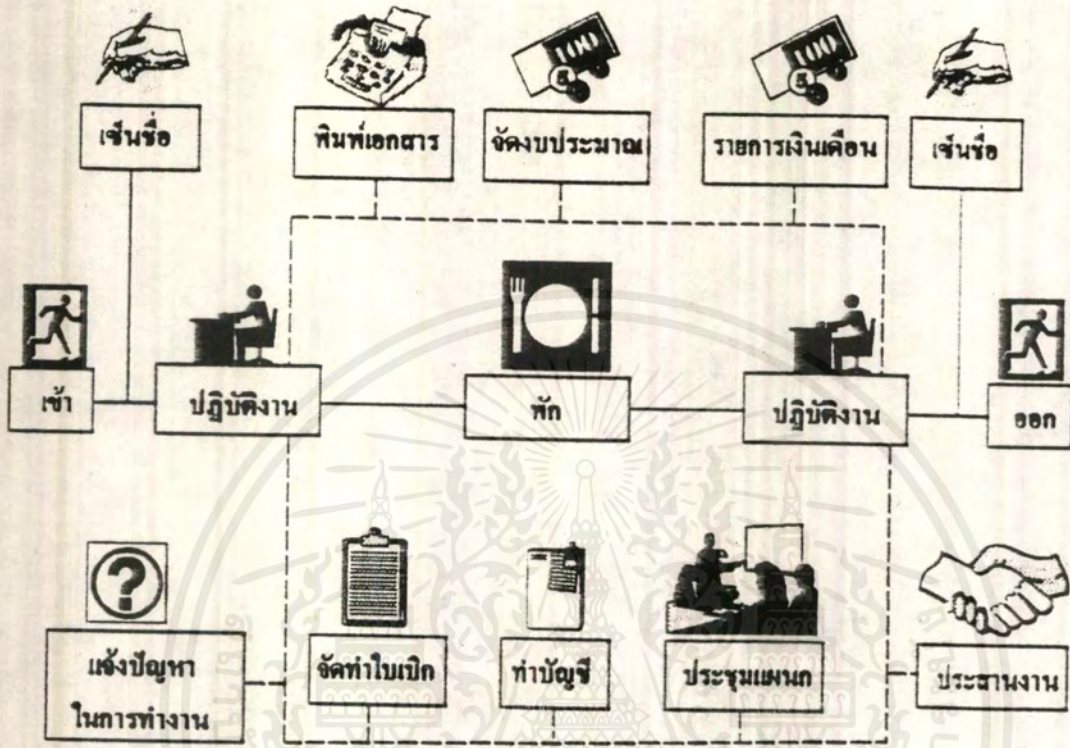 เซ็นชื่อ
พิมพ์เอกสาร
จัดงบประมาณ
รายการเงินเดือน
เซ็นชื่อ
เข้า
ปฏิบัติงาน
พัก
ปฏิบัติงาน
ออก
แจ้งปัญหา
ในการทำงาน
จัดทำใบเบิก
ทำบัญชี
ประชุมแผนก
ประสานงาน